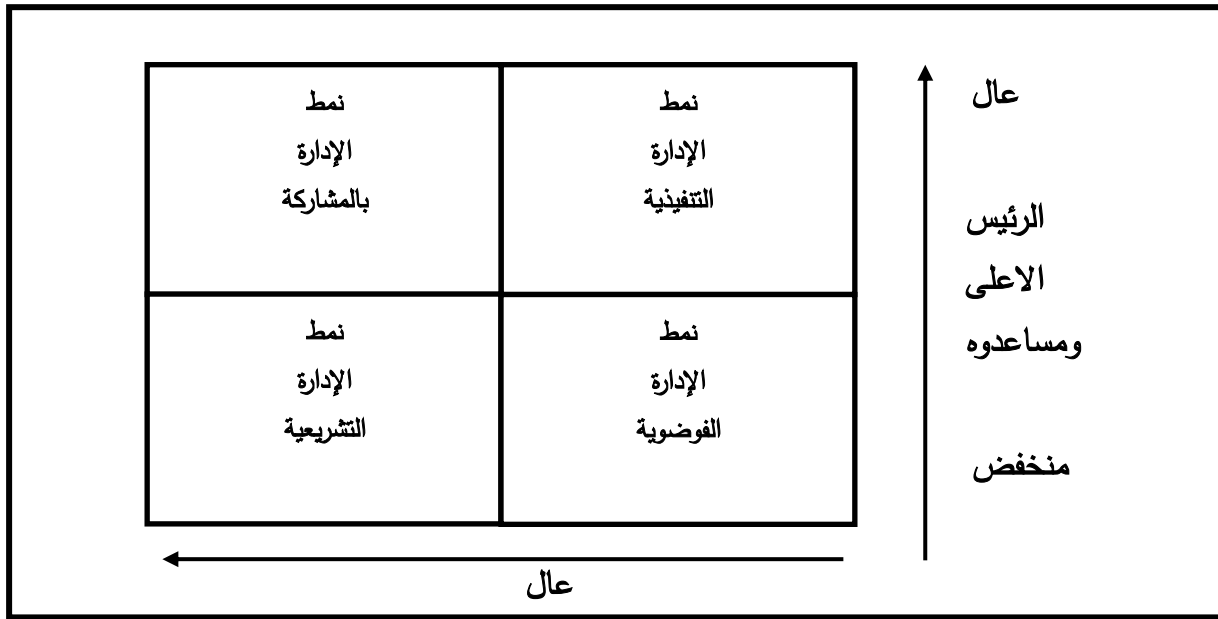 عال
الرئيس
الاعلى
ومساعدوه
منخفض
نمط
الإدارة
التنفيذية
نمط
الإدارة
بالمشاركة
نمط
الإدارة
الفوضوية
نمط
الإدارة
التشريعية
عال